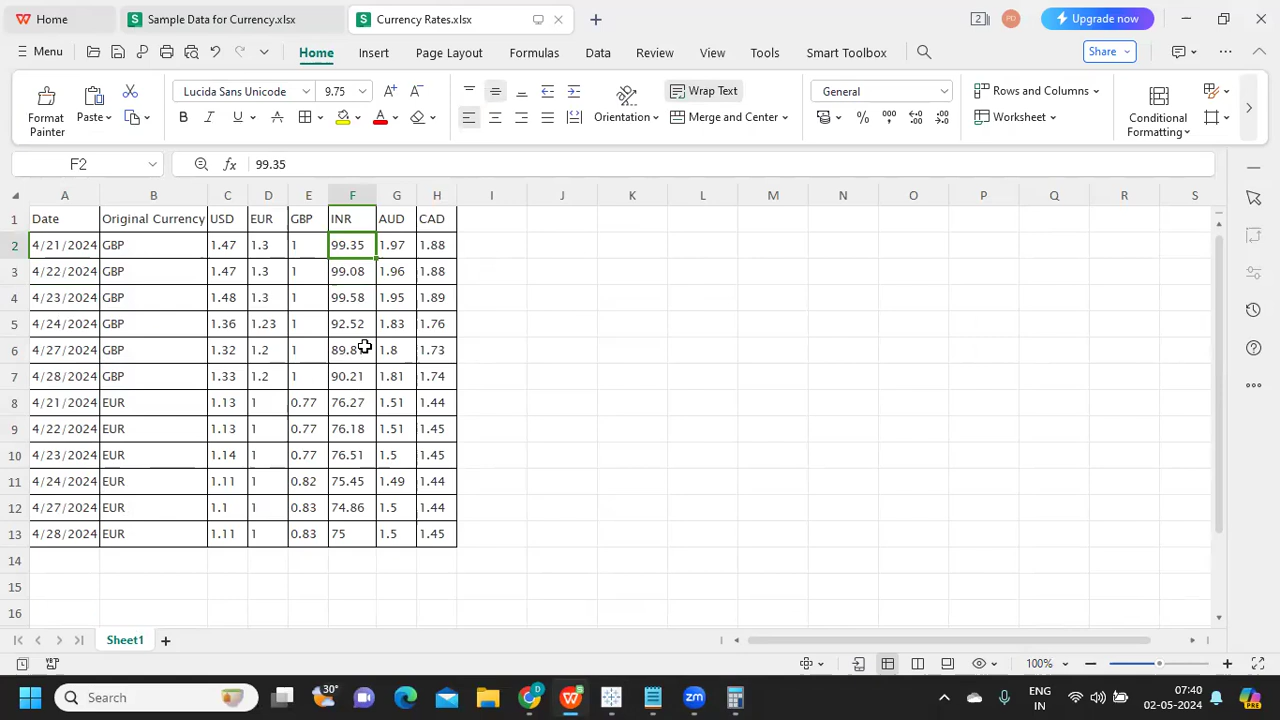 Home Sample Data for Currency.xlsx Currency Rates.xlsx 2 PD Upgrade now
Menu Home Insert Page Layout Formulas Data Review View Tools Smart Toolbox Share
Format Painter Paste Lucida Sans Unicode 9.75 Wrap Text Orientation Merge and Center General Rows and Columns Worksheet Conditional Formatting
F2 fx 99.35
A B C D E F G H I J K L M N O P Q R S
1 Date Original Currency USD EUR GBP INR AUD CAD
2 4/21/2024 GBP 1.47 1.3 1 99.35 1.97 1.88
3 4/22/2024 GBP 1.47 1.3 1 99.08 1.96 1.88
4 4/23/2024 GBP 1.48 1.3 1 99.58 1.95 1.89
5 4/24/2024 GBP 1.36 1.23 1 92.52 1.83 1.76
6 4/27/2024 GBP 1.32 1.2 1 1.8 1.73
7 4/28/2024 GBP 1.33 1.2 1 90.21 1.81 1.74
8 4/21/2024 EUR 1.13 1 0.77 76.27 1.51 1.44
9 4/22/2024 EUR 1.13 1 0.77 76.18 1.51 1.45
10 4/23/2024 EUR 1.14 1 0.77 76.51 1.5 1.45
11 4/24/2024 EUR 1.11 1 0.82 75.45 1.49 1.44
12 4/27/2024 EUR 1.1 1 0.83 74.86 1.5 1.44
13 4/28/2024 EUR 1.11 1 0.83 75 1.5 1.45
14
15
16
Sheet1
100%
Search 30° ENG IN 07:40 02-05-2024